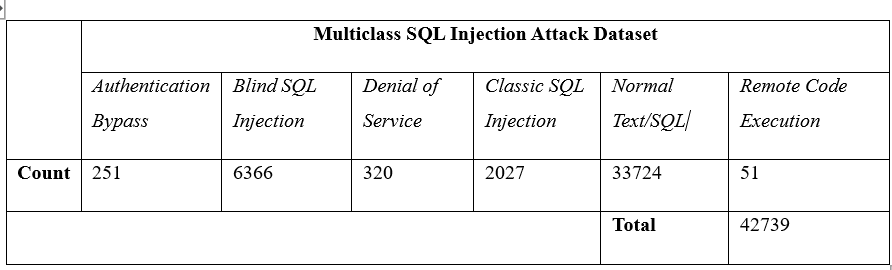 Multiclass SQL Injection Attack Dataset
Authentication Bypass Blind SQL Injection Denial of Service Classic SQL Injection Normal Text/SQL Remote Code Execution
Count 251 6366 320 2027 33724 51
Total 42739